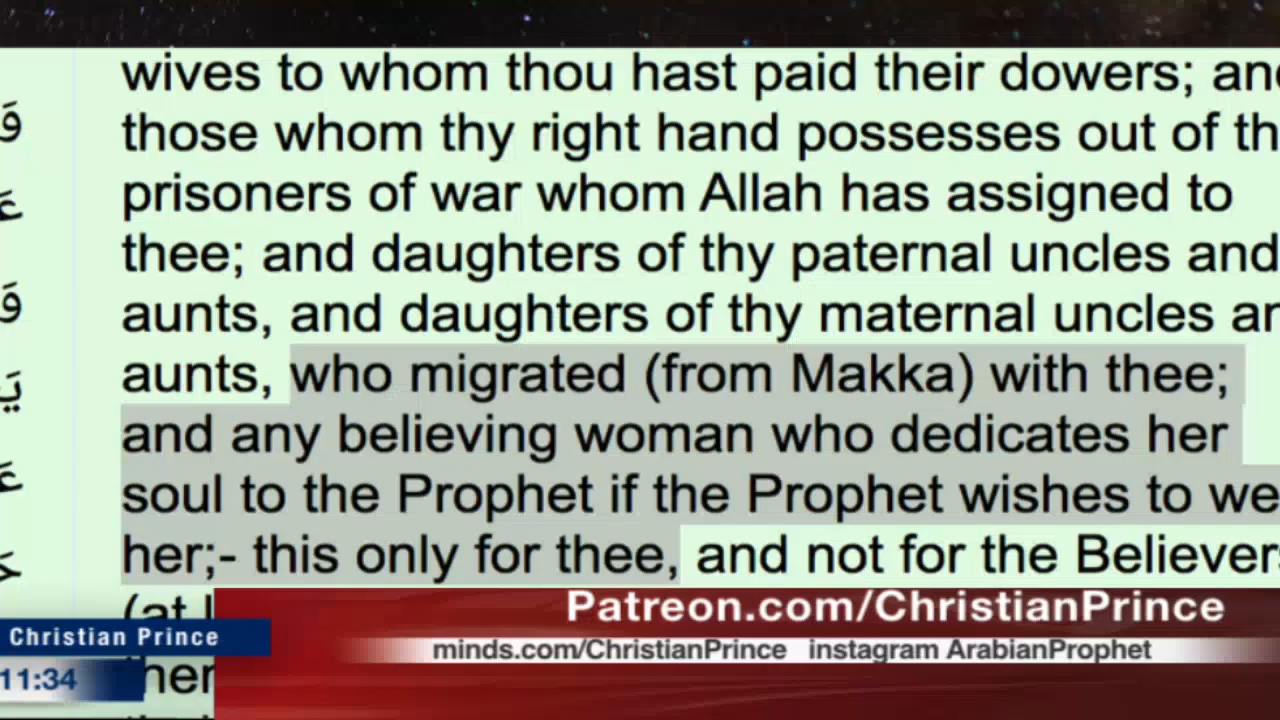 wives to whom thou hast paid their dowers; and
those whom thy right hand possesses out of th
prisoners of war whom Allah has assigned to
thee; and daughters of thy paternal uncles and
aunts, and daughters of thy maternal uncles an
aunts, who migrated (from Makka) with thee;
and any believing woman who dedicates her
soul to the Prophet if the Prophet wishes to we
her;- this only for thee, and not for the Believers
(at l
her
Patreon.com/ChristianPrince
Christian Prince
minds.com/ChristianPrince instagram ArabianProphet
11:34